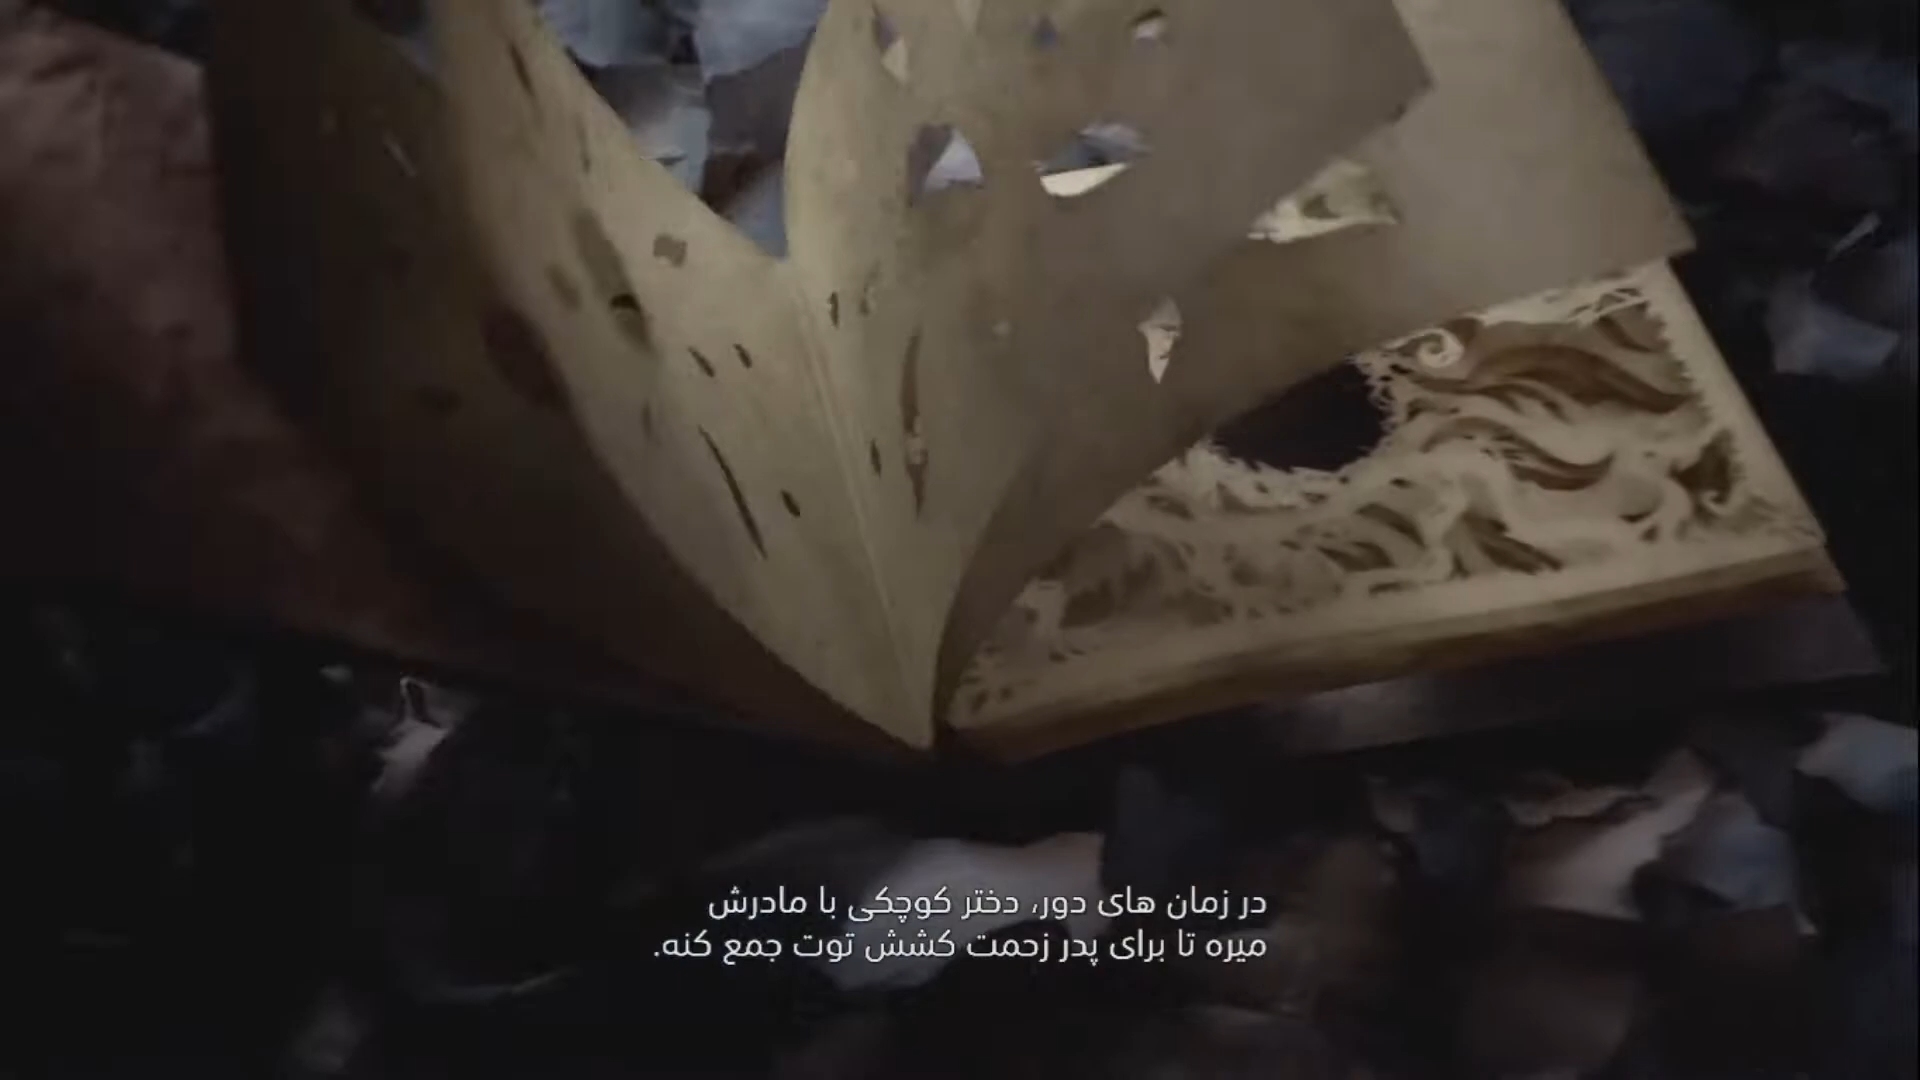 در زمان های دور، دختر کوچکی با مادرش
میره تا برای پدر زحمت کشش توت جمع کنه.